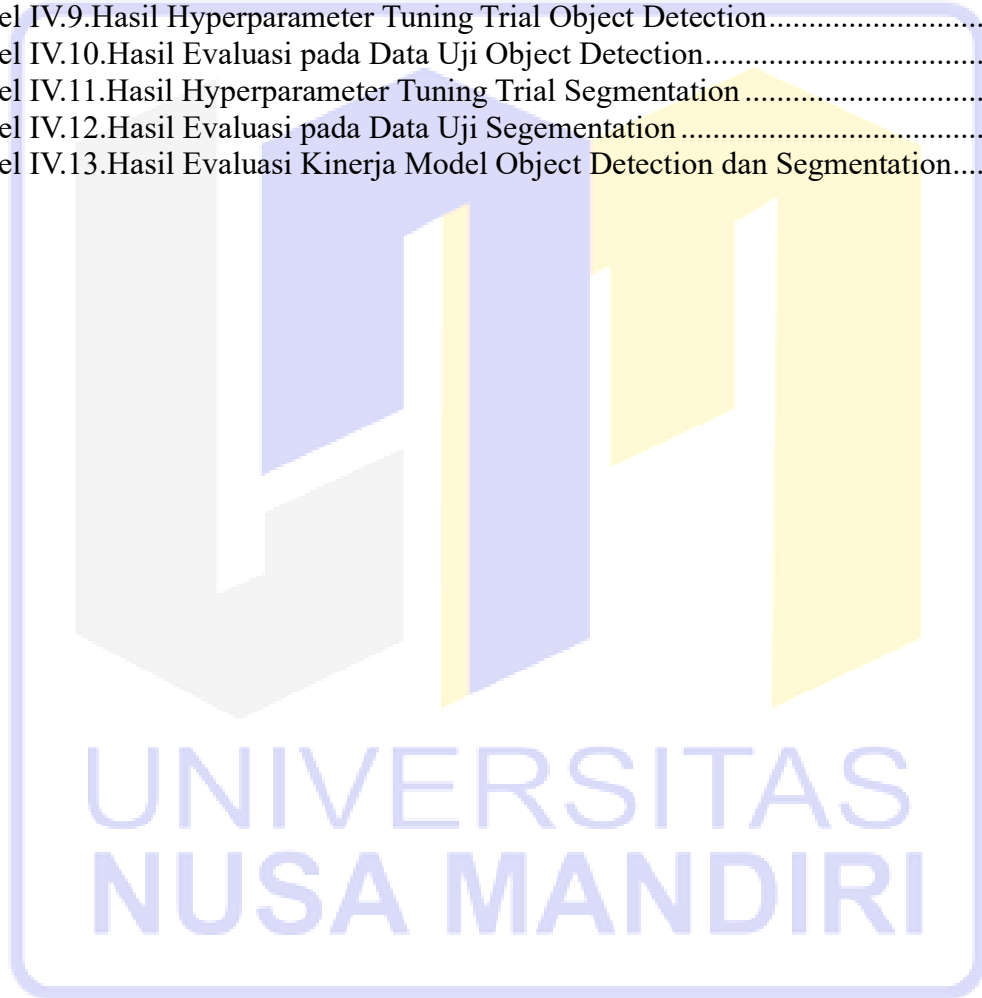 el IV.9.Hasil Hyperparameter Tuning Trial Object Detection.......................
el IV.10.Hasil Evaluasi pada Data Uji Object Detection..............................
el IV.11.Hasil Hyperparameter Tuning Trial Segmentation..........................
el IV.12.Hasil Evaluasi pada Data Uji Segementation.................................
el IV.13.Hasil Evaluasi Kinerja Model Object Detection dan Segmentation....
UNIVERSITAS
NUSA MANDIRI